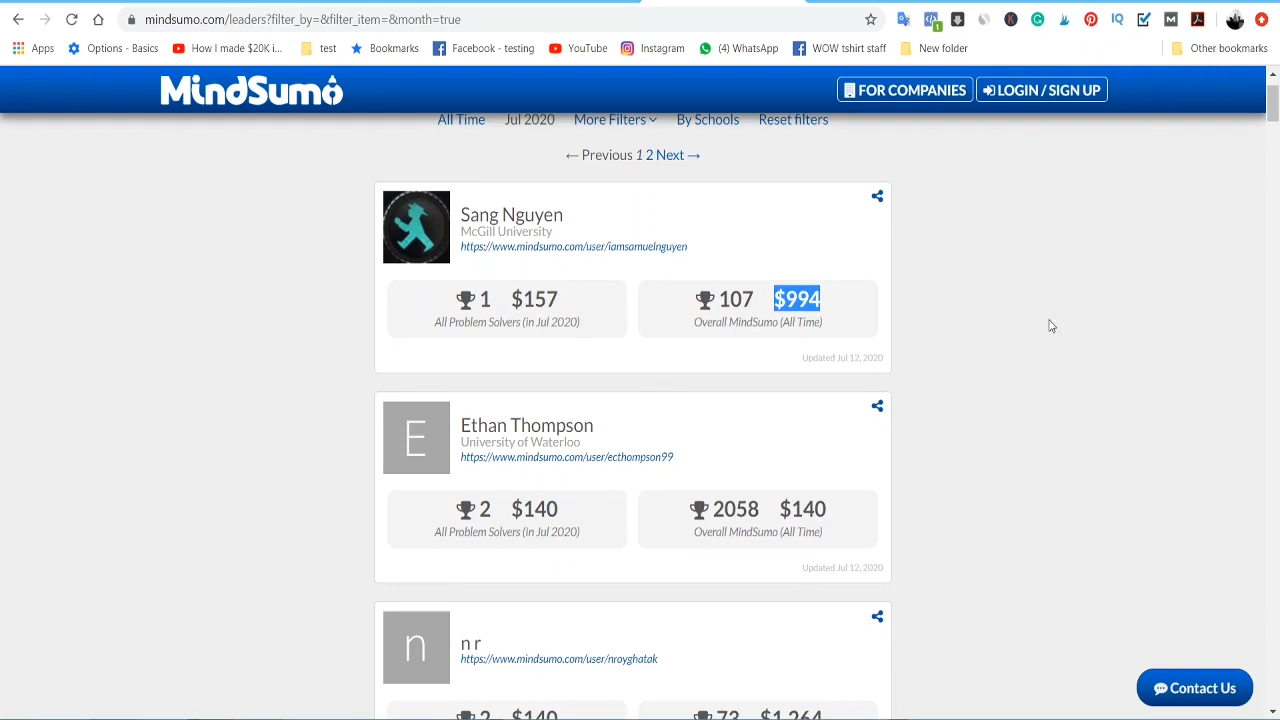 mindsumo.com/leaders?filter_by=&filter_item=&month=true
Apps Options - Basics How I made $20K i... test Bookmarks Facebook - testing YouTube Instagram (4) WhatsApp WOW tshirt staff New folder Other bookmarks
MindSumo FOR COMPANIES LOGIN / SIGN UP
All Time Jul 2020 More Filters By Schools Reset filters
← Previous 1 2 Next →
Sang Nguyen
McGill University
https://www.mindsumo.com/user/iamsamuelnguyen
1 $157 107 $994
All Problem Solvers (in Jul 2020) Overall MindSumo (All Time)
Updated Jul 12, 2020
E
Ethan Thompson
University of Waterloo
https://www.mindsumo.com/user/ecthompson99
2 $140 2058 $140
All Problem Solvers (in Jul 2020) Overall MindSumo (All Time)
Updated Jul 12, 2020
n
n r
https://www.mindsumo.com/user/nroyghatak
2 $140 73 $1,264
Contact Us